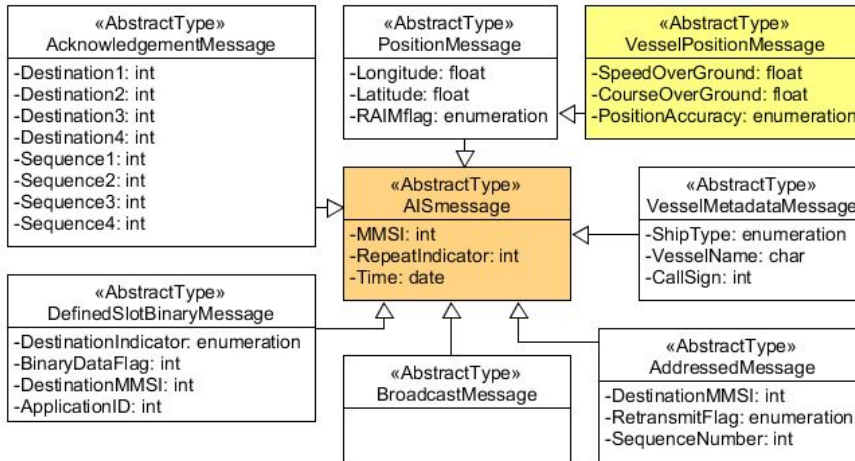 «AbstractType»
AcknowledgementMessage
-Destination1: int
-Destination2: int
-Destination3: int
-Destination4: int
-Sequence1: int
-Sequence2: int
-Sequence3: int
-Sequence4: int
«AbstractType»
PositionMessage
-Longitude: float
-Latitude: float
-RAIMflag: enumeration
«AbstractType»
VesselPositionMessage
-SpeedOverGround: float
-CourseOverGround: float
-PositionAccuracy: enumeration
«AbstractType»
AISmessage
-MMSI: int
-RepeatIndicator: int
-Time: date
«AbstractType»
VesselMetadataMessage
-ShipType: enumeration
-VesselName: char
-CallSign: int
«AbstractType»
DefinedSlotBinaryMessage
-DestinationIndicator: enumeration
-BinaryDataFlag: int
-DestinationMMSI: int
-ApplicationID: int
«AbstractType»
BroadcastMessage
«AbstractType»
AddressedMessage
-DestinationMMSI: int
-RetransmitFlag: enumeration
-SequenceNumber: int